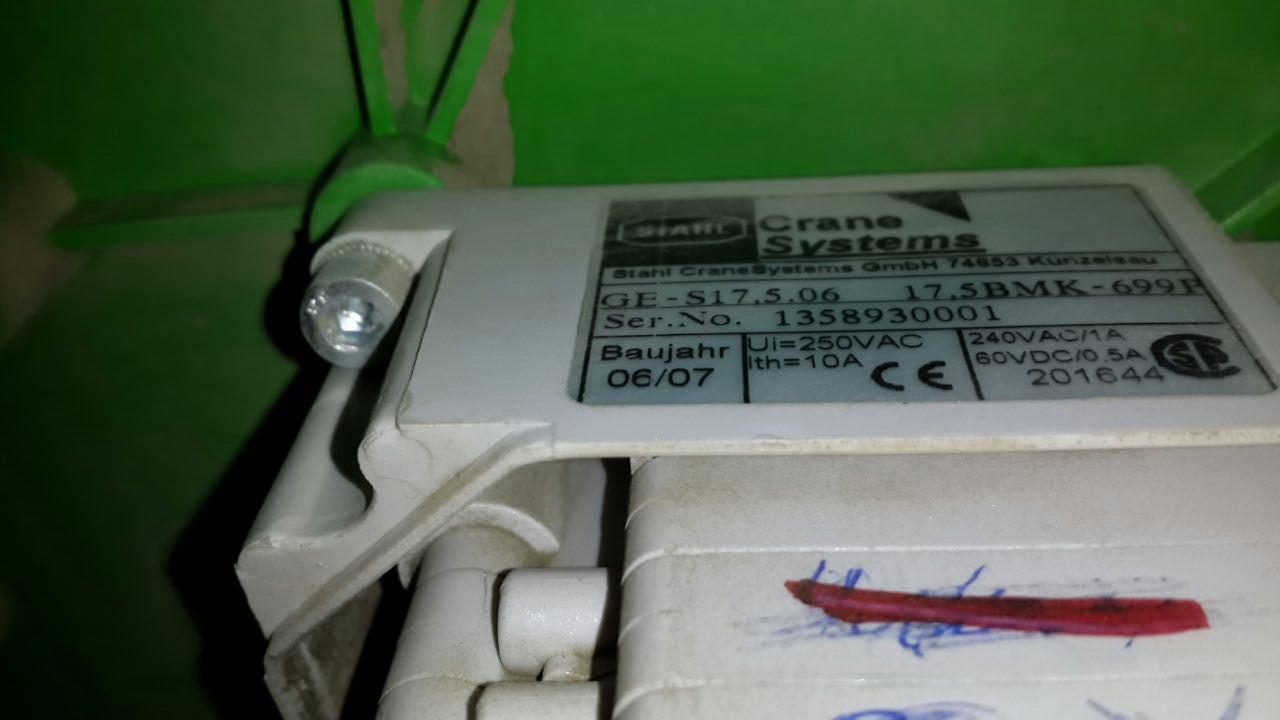 STAHL Crane
Systems
Stahl CraneSystems GmbH 74653 Künzelsau
GE-S17,5.06 17,5BMK-699F
Ser.No. 1358930001
Baujahr
06/07
Ui=250VAC
Ith=10A
CE
240VAC/1A
60VDC/0,5A
201644